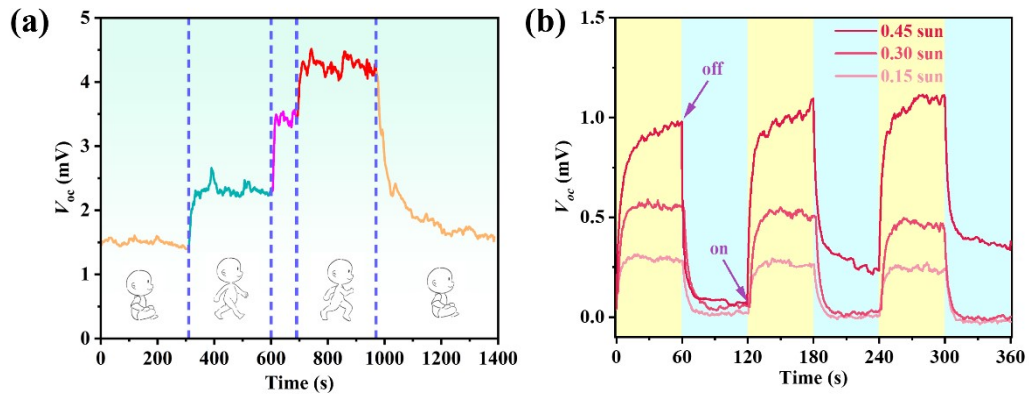 (a)
5
4
3
2
1
0
Voc (mV)
0 200 400 600 800 1000 1200 1400
Time (s)
(b)
1.5
1.0
0.5
0.0
Voc (mV)
0.45 sun
0.30 sun
0.15 sun
off
on
0 60 120 180 240 300 360
Time (s)